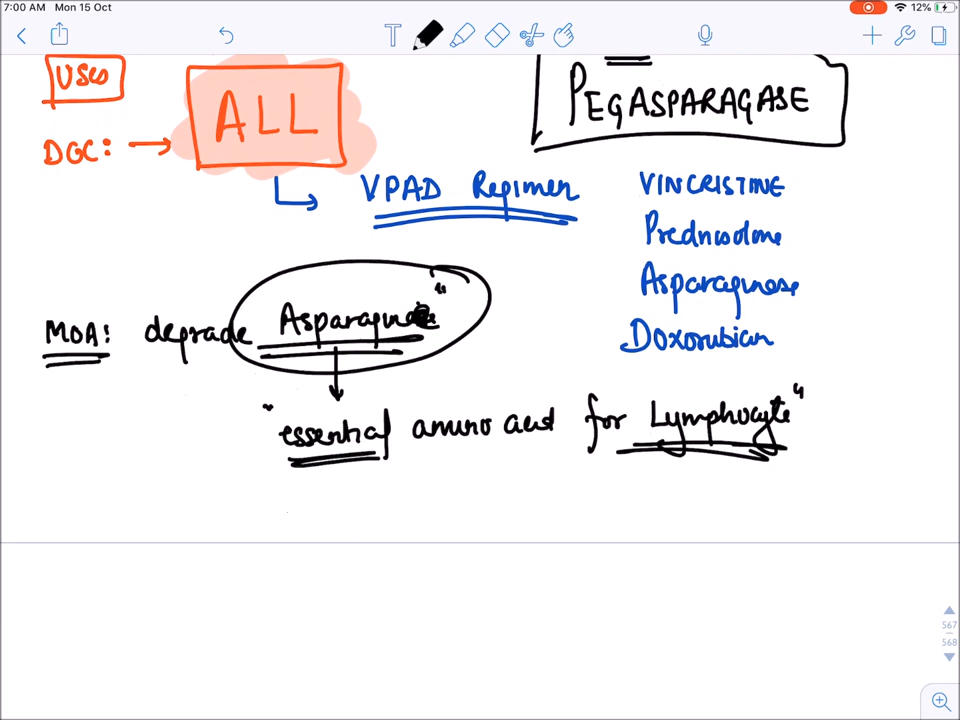 7:00 AM Mon 15 Oct
12%
T
USES
PEGASPARAGASE
ALL
DOC:
VPAD Regimen
VINCRISTINE
Prednisolone
Asparaginase
Doxorubicin
MOA: degrade Asparagine"
"essential amino acid for Lymphocyte"
567
568